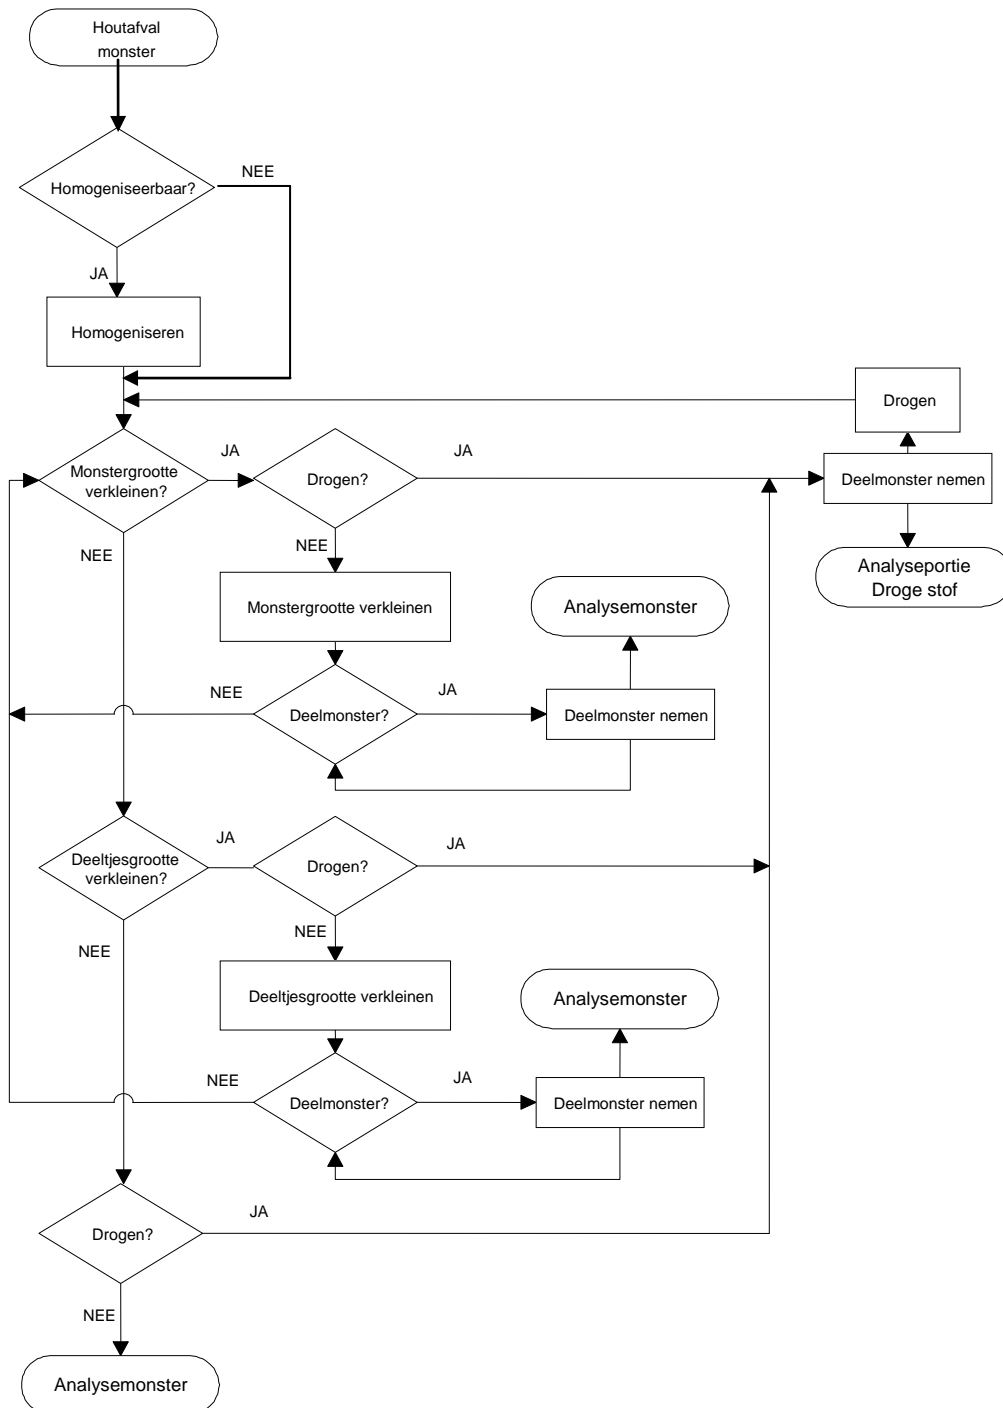 Houtafval
monster
NEE
Homogeniseerbaar?
JA
Homogeniseren
Drogen
JA
JA
Monstergrootte
verkleinen?
Drogen?
Deelmonster nemen
NEE
NEE
Analyseportie
Droge stof
Monstergrootte verkleinen
Analysemonster
NEE
JA
Deelmonster?
Deelmonster nemen
JA
JA
Deeltjesgrootte
verkleinen?
Drogen?
NEE
NEE
Deeltjesgrootte verkleinen
Analysemonster
NEE
JA
Deelmonster?
Deelmonster nemen
JA
Drogen?
NEE
Analysemonster